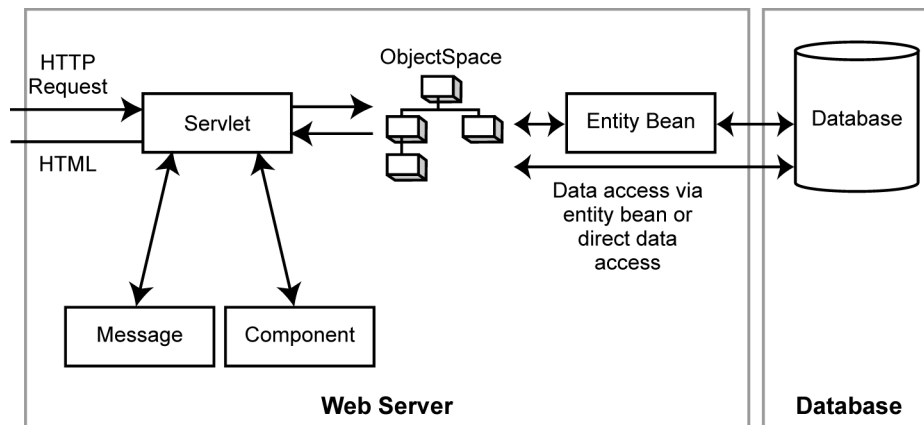 HTTP
Request
HTML
Servlet
ObjectSpace
Entity Bean
Database
Data access via
entity bean or
direct data
access
Message
Component
Web Server
Database